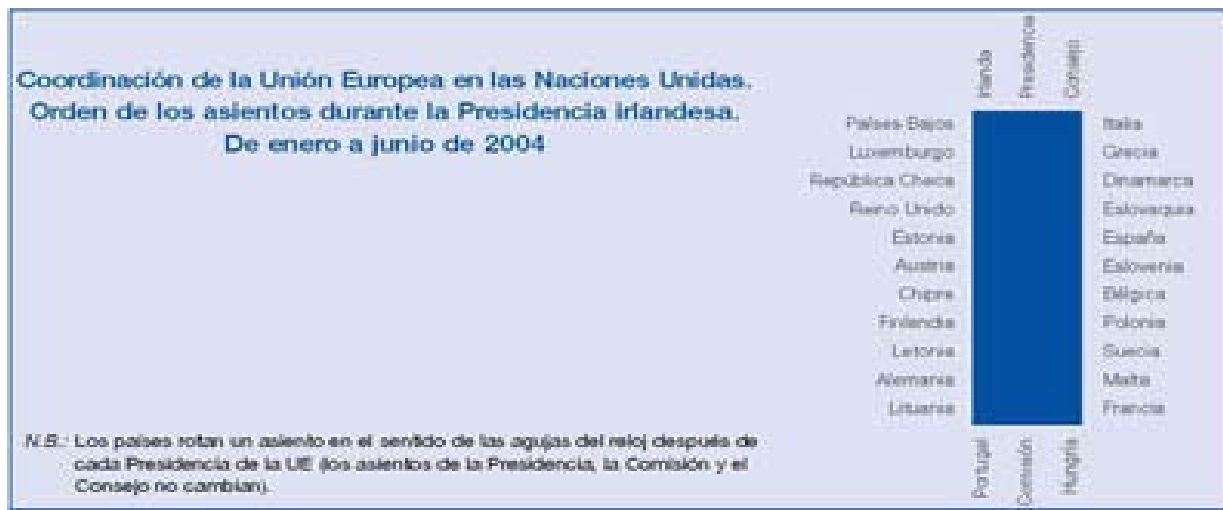 Coordinación de la Unión Europea en las Naciones Unidas.
Orden de los asientos durante la Presidencia irlandesa.
De enero a junio de 2004
Irlanda
Presidencia
Consejo
Países Bajos
Luxemburgo
República Checa
Reino Unido
Estonia
Austria
Chipre
Finlandia
Letonia
Alemania
Lituania
Italia
Grecia
Dinamarca
Eslovaquia
España
Eslovenia
Bélgica
Polonia
Suecia
Malta
Francia
Portugal
Comisión
Hungría
N.B.: Los países rotan un asiento en el sentido de las agujas del reloj después de
cada Presidencia de la UE (los asientos de la Presidencia, la Comisión y el
Consejo no cambian).